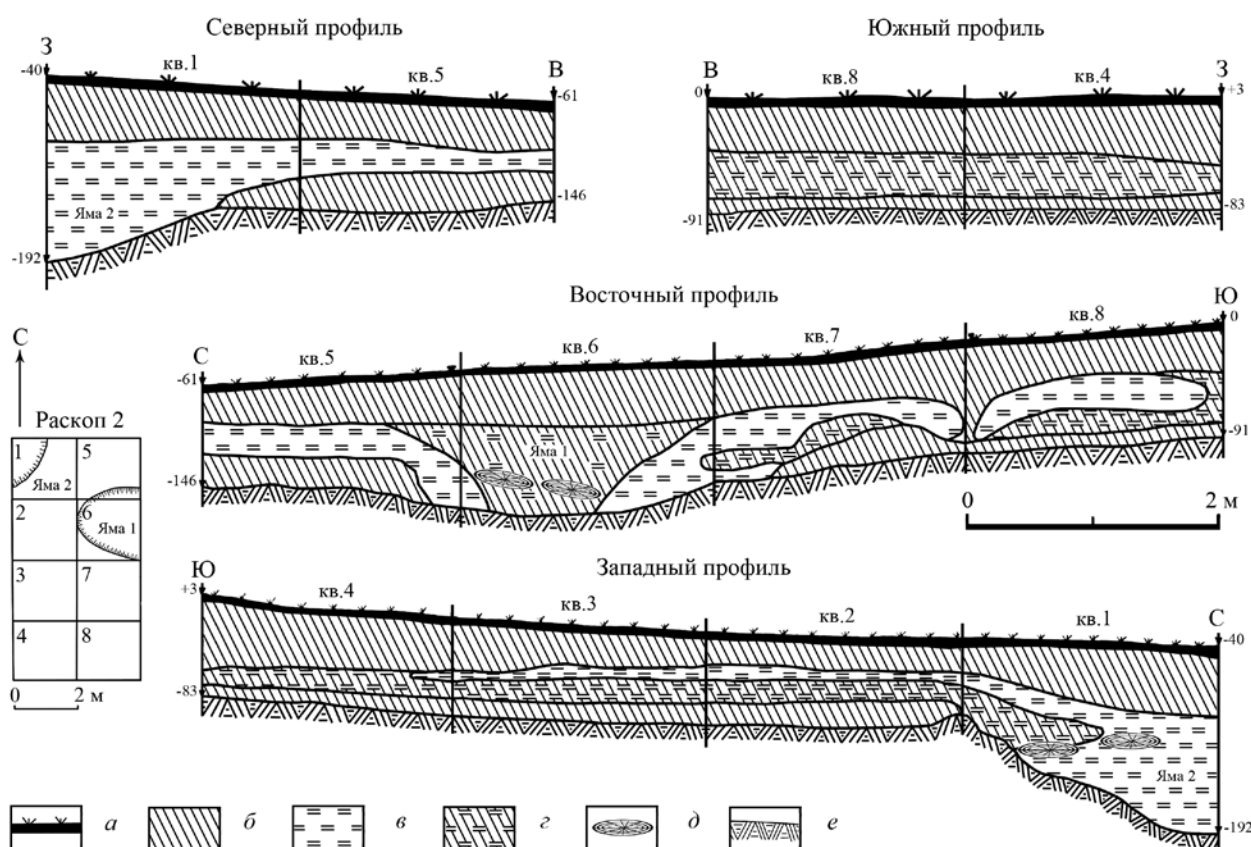 Северный профиль
З
-40
кв.1
кв.5
В
-61
Яма 2
-146
-192
Южный профиль
В
0
кв.8
кв.4
З
+3
-91
-83
Восточный профиль
С
-61
кв.5
кв.6
кв.7
кв.8
Ю
0
Яма 1
-146
-91
0
2 м
С
Раскоп 2
1
5
Яма 2
2
6
Яма 1
3
7
4
8
0
2 м
Западный профиль
Ю
+3
кв.4
кв.3
кв.2
кв.1
С
-40
-83
Яма 2
-192
а
б
в
г
д
е